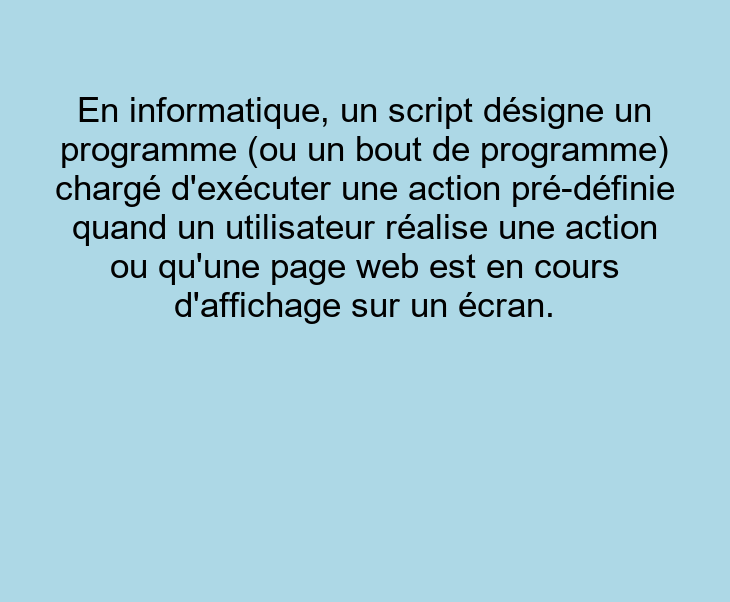 En informatique, un script désigne un
programme (ou un bout de programme)
chargé d'exécuter une action pré-définie
quand un utilisateur réalise une action
ou qu'une page web est en cours
d'affichage sur un écran.